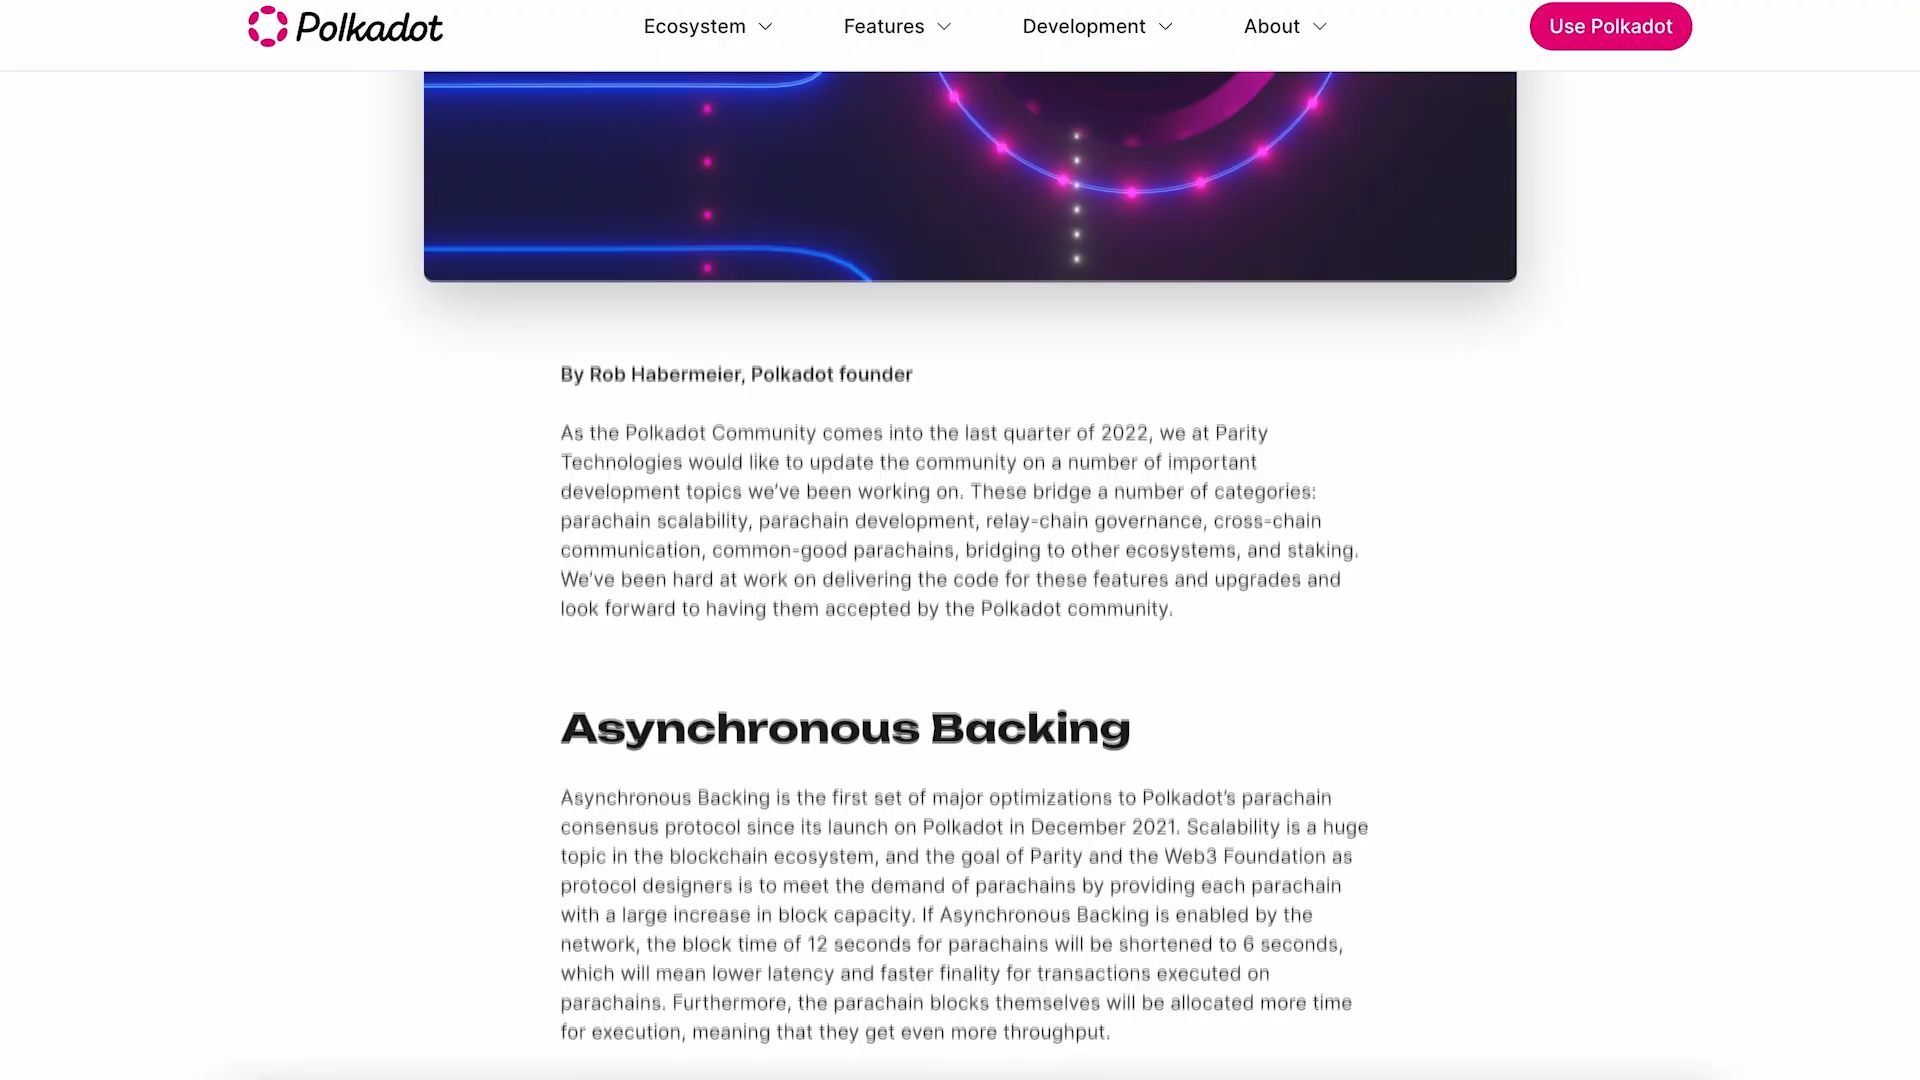 Polkadot Ecosystem Features Development About Use Polkadot
By Rob Habermeier, Polkadot founder
As the Polkadot Community comes into the last quarter of 2022, we at Parity
Technologies would like to update the community on a number of important
development topics we’ve been working on. These bridge a number of categories:
parachain scalability, parachain development, relay-chain governance, cross-chain
communication, common-good parachains, bridging to other ecosystems, and staking.
We’ve been hard at work on delivering the code for these features and upgrades and
look forward to having them accepted by the Polkadot community.
Asynchronous Backing
Asynchronous Backing is the first set of major optimizations to Polkadot’s parachain
consensus protocol since its launch on Polkadot in December 2021. Scalability is a huge
topic in the blockchain ecosystem, and the goal of Parity and the Web3 Foundation as
protocol designers is to meet the demand of parachains by providing each parachain
with a large increase in block capacity. If Asynchronous Backing is enabled by the
network, the block time of 12 seconds for parachains will be shortened to 6 seconds,
which will mean lower latency and faster finality for transactions executed on
parachains. Furthermore, the parachain blocks themselves will be allocated more time
for execution, meaning that they get even more throughput.